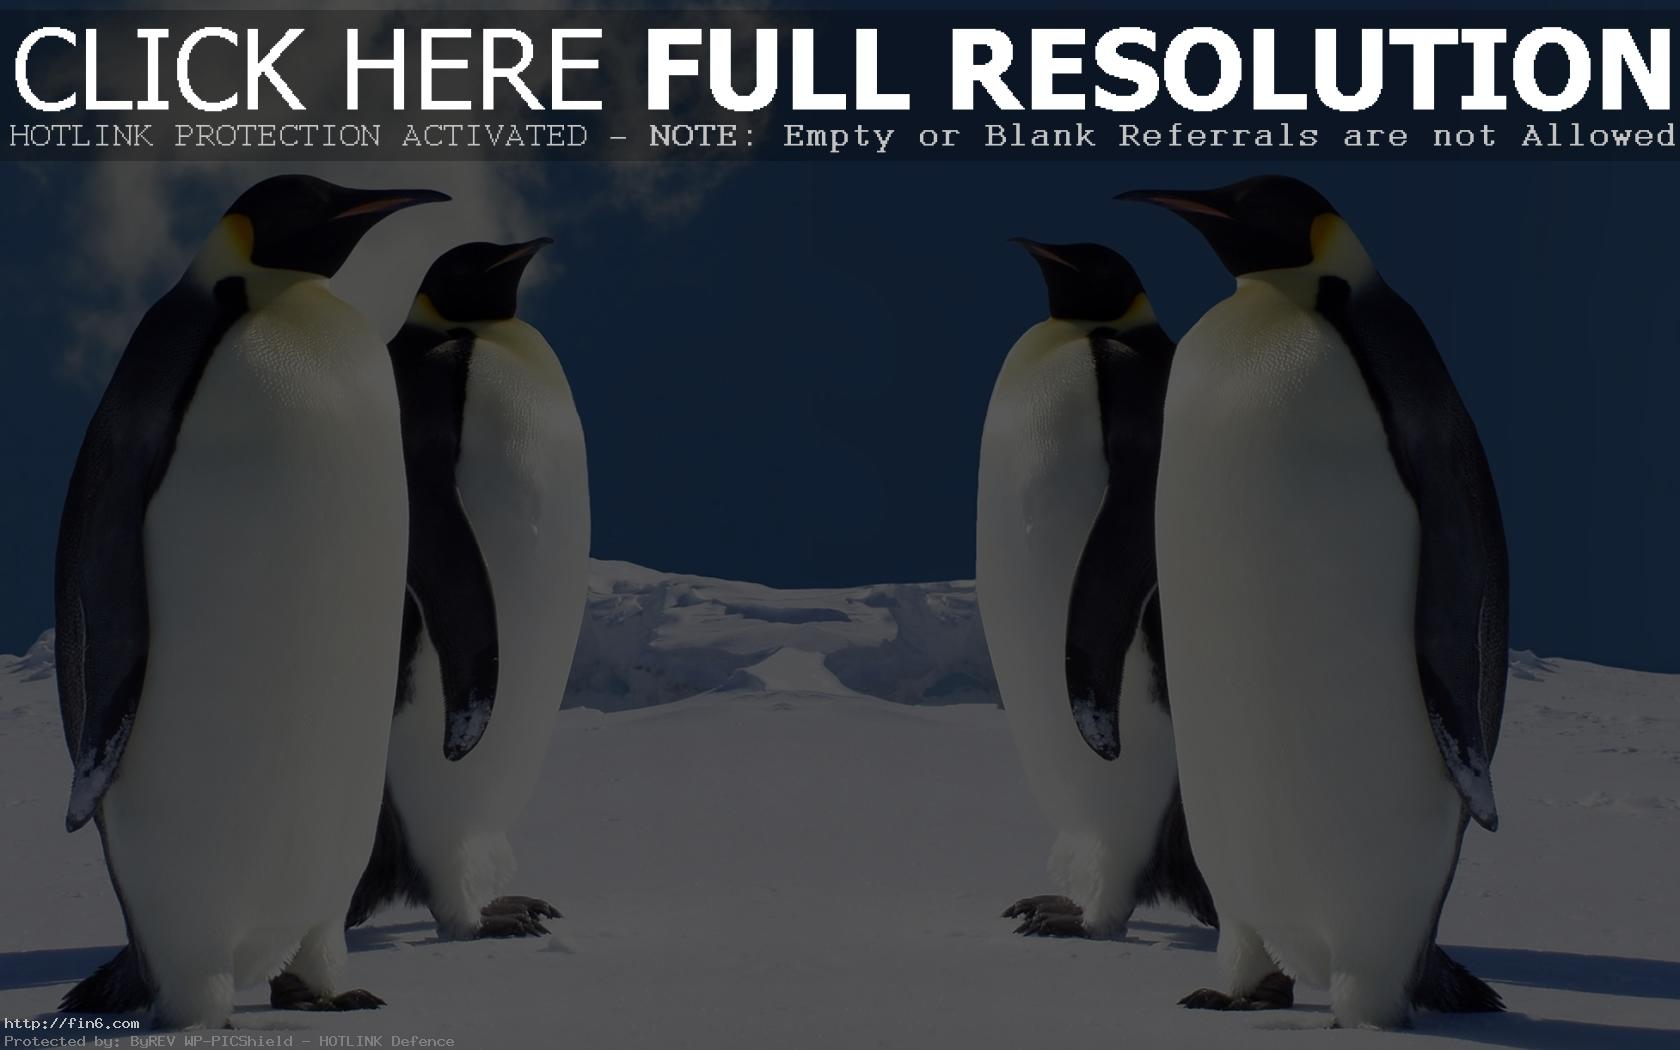 CLICK HERE FULL RESOLUTION
HOTLINK PROTECTION ACTIVATED - NOTE: Empty or Blank Referrals are not Allowed
http://fin6.com
Protected by: ByREV WP-PICShield - HOTLINK Defence